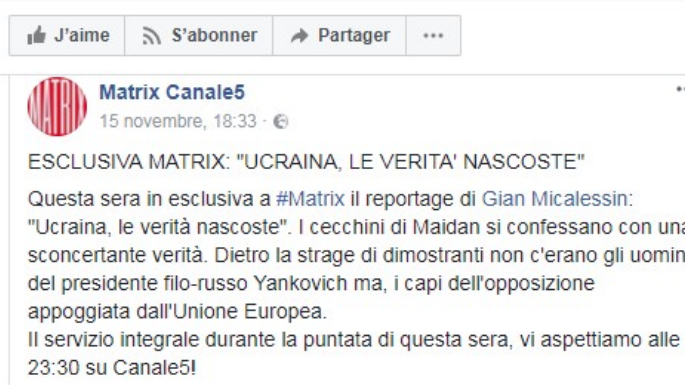 J'aime S'abonner Partager
MATRIX
Matrix Canale5
15 novembre, 18:33 ·
ESCLUSIVA MATRIX: "UCRAINA, LE VERITA' NASCOSTE"
Questa sera in esclusiva a #Matrix il reportage di Gian Micalessin:
"Ucraina, le verità nascoste". I cecchini di Maidan si confessano con una
sconcertante verità. Dietro la strage di dimostranti non c'erano gli uomin
del presidente filo-russo Yankovich ma, i capi dell'opposizione
appoggiata dall'Unione Europea.
Il servizio integrale durante la puntata di questa sera, vi aspettiamo alle
23:30 su Canale5!